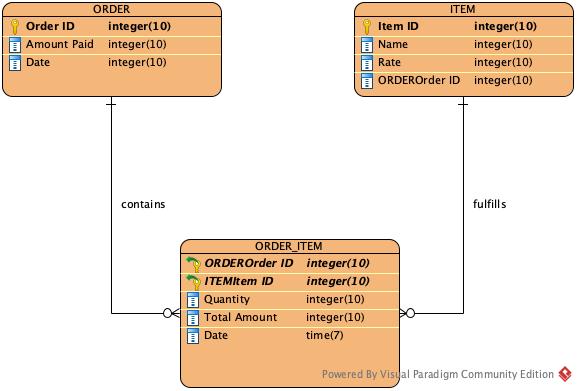 ORDER
Order ID integer(10)
Amount Paid integer(10)
Date integer(10)
ITEM
Item ID integer(10)
Name integer(10)
Rate integer(10)
ORDEROrder ID integer(10)
contains
fulfills
ORDER_ITEM
ORDEROrder ID integer(10)
ITEMItem ID integer(10)
Quantity integer(10)
Total Amount integer(10)
Date time(7)
Powered By Visual Paradigm Community Edition